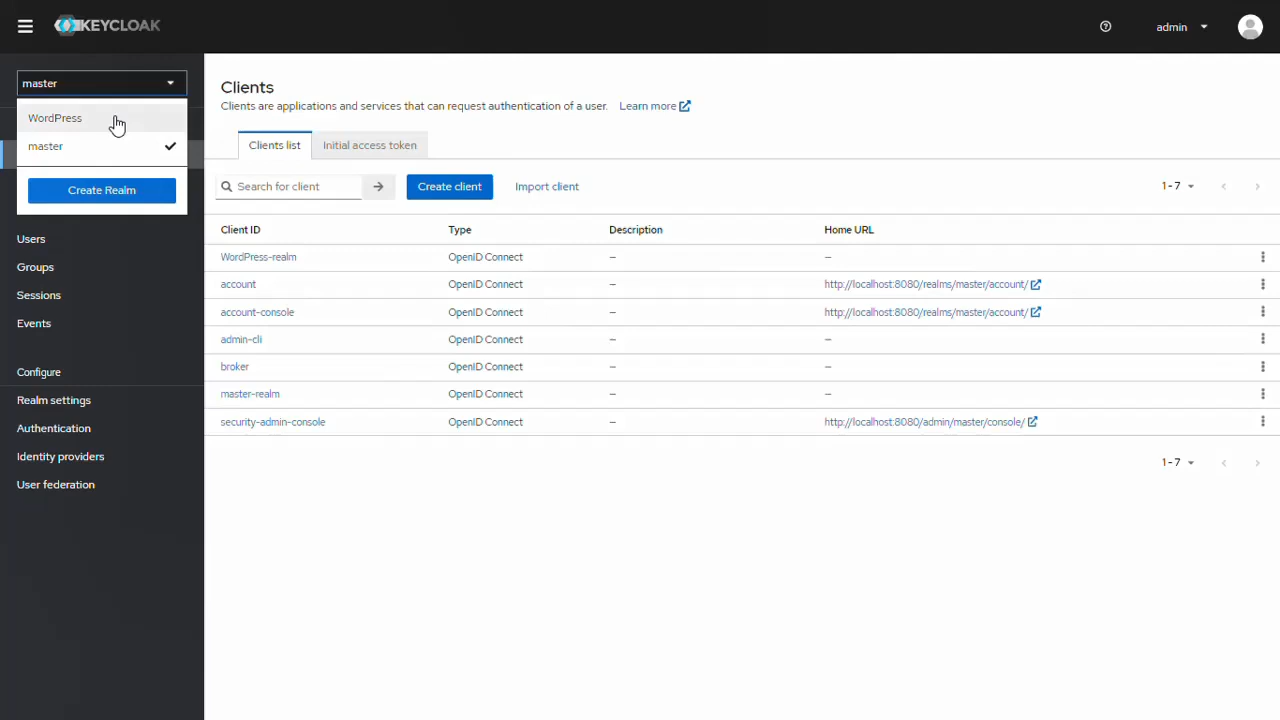 KEYCLOAK
admin
master
WordPress
master
Create Realm
Users
Groups
Sessions
Events
Configure
Realm settings
Authentication
Identity providers
User federation
Clients
Clients are applications and services that can request authentication of a user. Learn more
Clients list Initial access token
Search for client Create client Import client 1-7
Client ID Type Description Home URL
WordPress-realm OpenID Connect – –
account OpenID Connect – http://localhost:8080/realms/master/account/
account-console OpenID Connect – http://localhost:8080/realms/master/account/
admin-cli OpenID Connect – –
broker OpenID Connect – –
master-realm OpenID Connect – –
security-admin-console OpenID Connect – http://localhost:8080/admin/master/console/
1-7